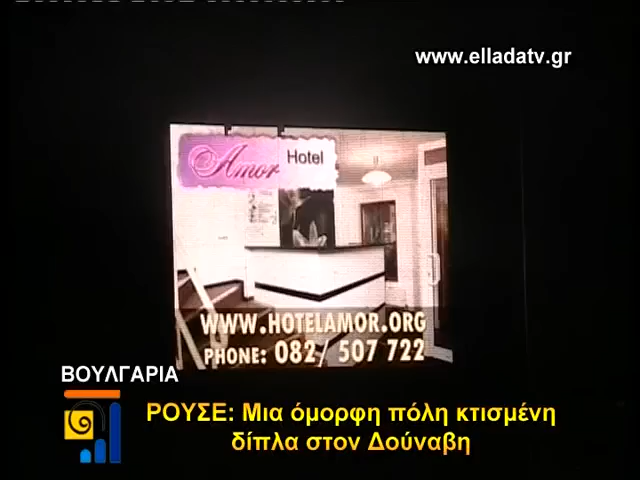 www.elladatv.gr
Amor Hotel
WWW.HOTELAMOR.ORG
PHONE: 082/ 507 722
ΒΟΥΛΓΑΡΙΑ
ΡΟΥΣΕ: Μια όμορφη πόλη κτισμένη
δίπλα στον Δούναβη